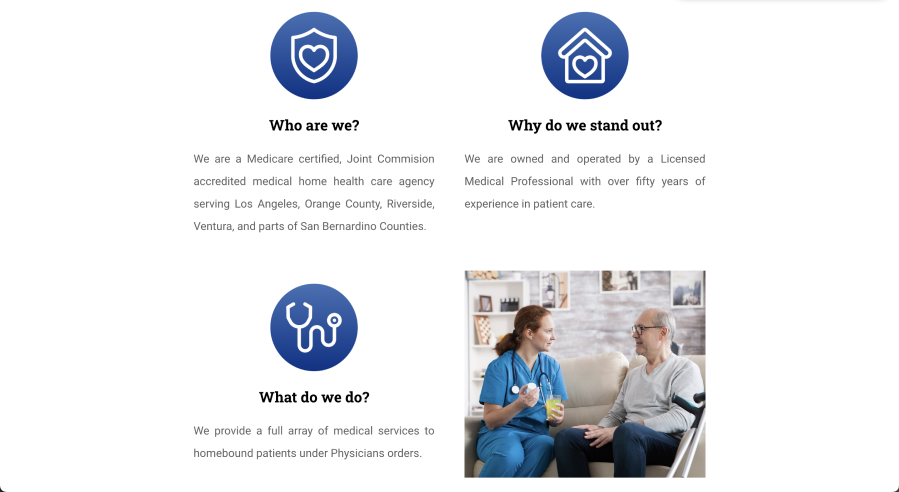 Who are we?
We are a Medicare certified, Joint Commision
accredited medical home health care agency
serving Los Angeles, Orange County, Riverside,
Ventura, and parts of San Bernardino Counties.
Why do we stand out?
We are owned and operated by a Licensed
Medical Professional with over fifty years of
experience in patient care.
What do we do?
We provide a full array of medical services to
homebound patients under Physicians orders.